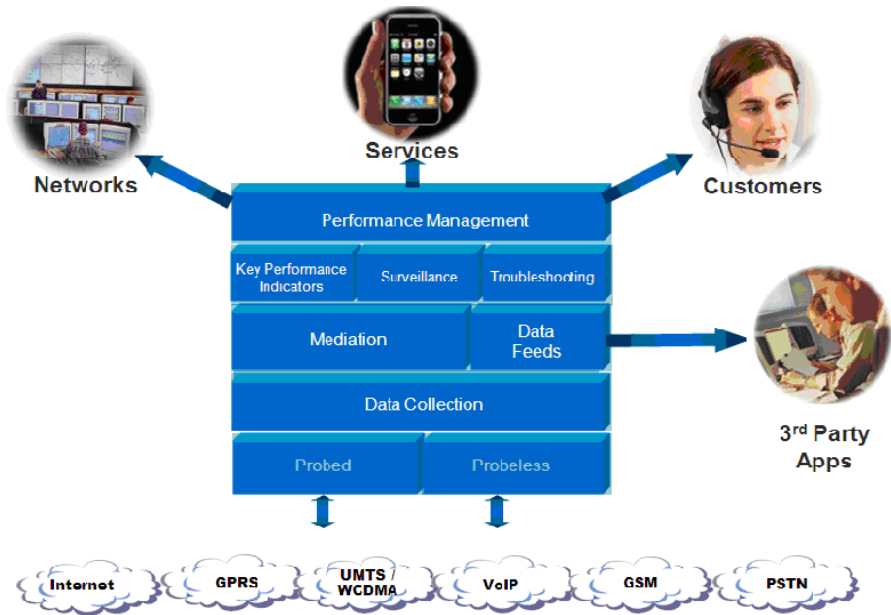 Services
Networks
Customers
Performance Management
Key Performance
Indicators
Surveillance
Troubleshooting
Mediation
Data
Feeds
Data Collection
3rd Party
Apps
Probed
Probeless
Internet
GPRS
UMTS /
WCDMA
VoIP
GSM
PSTN